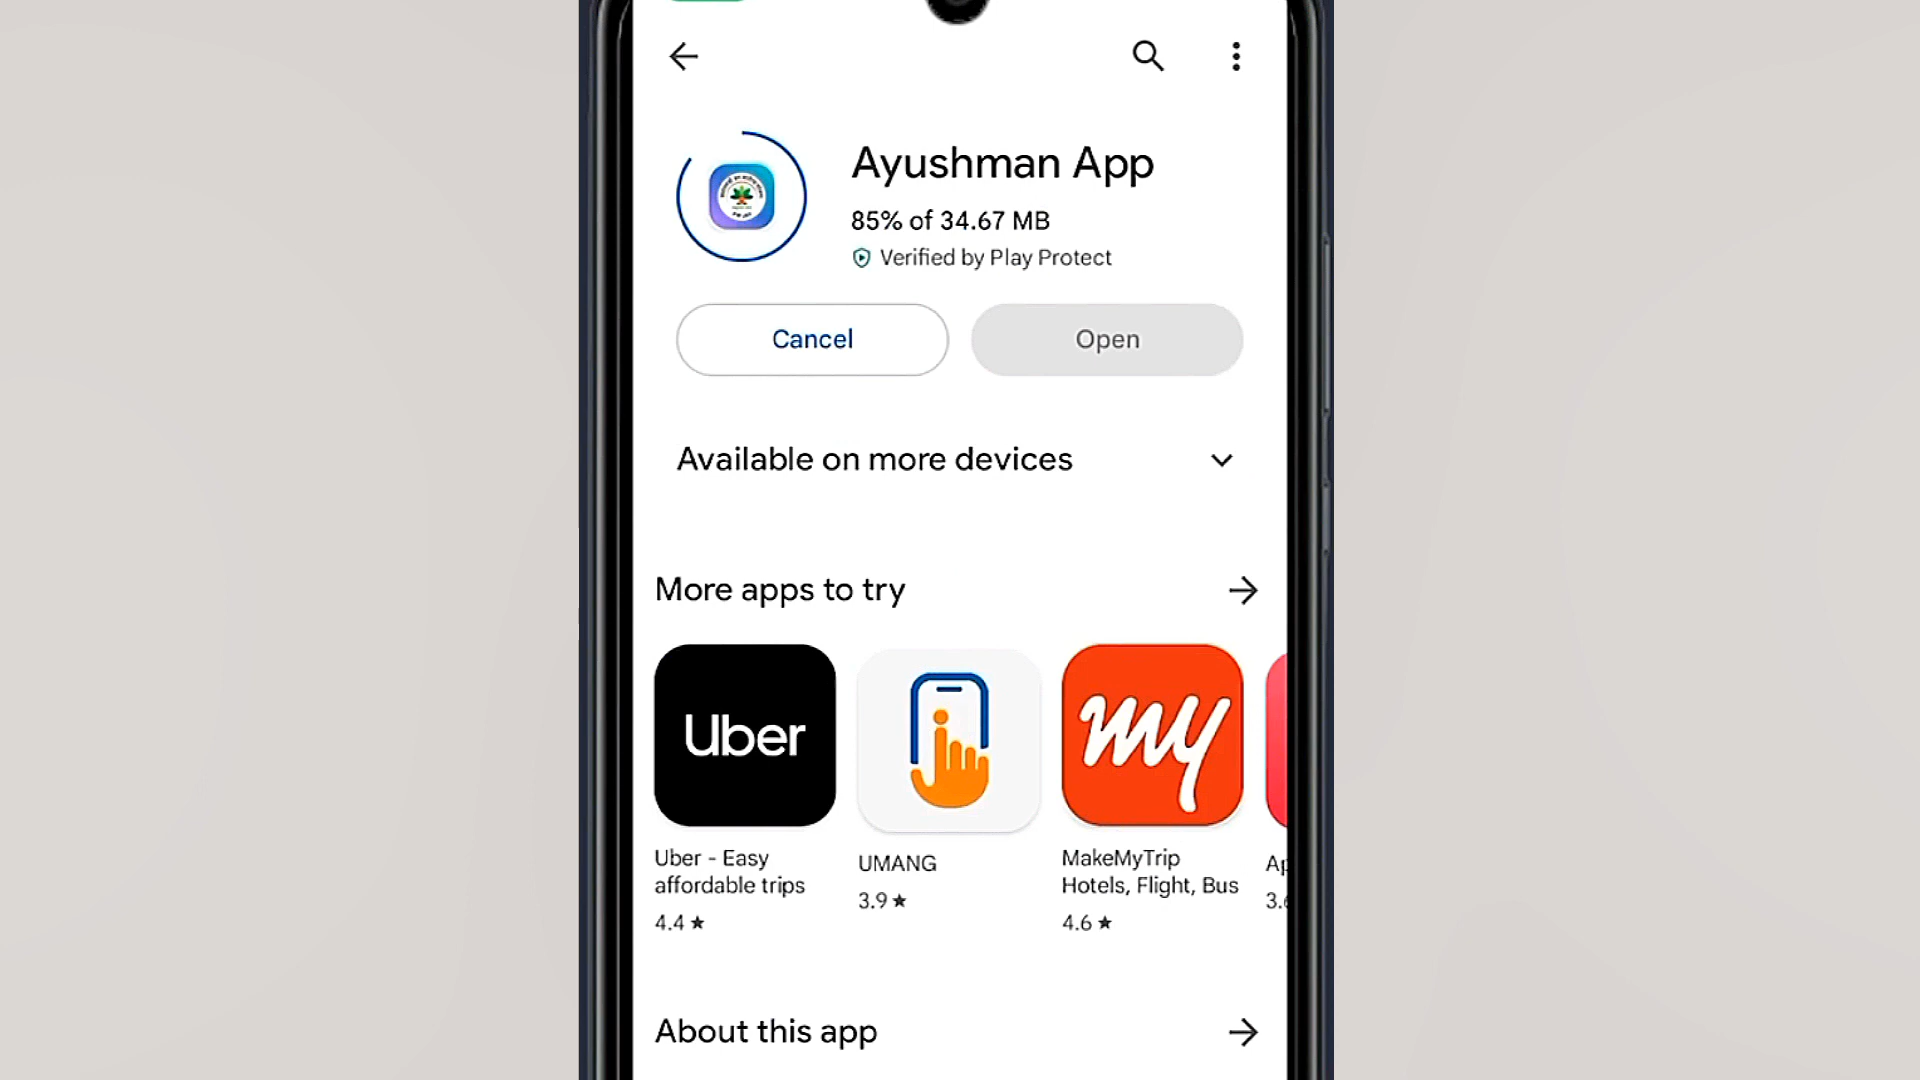 Ayushman App
85% of 34.67 MB
Verified by Play Protect
Cancel
Open
Available on more devices
More apps to try
Uber
my
Uber - Easy
affordable trips
4.4 ★
UMANG
3.9 ★
MakeMyTrip
Hotels, Flight, Bus
4.6 ★
About this app